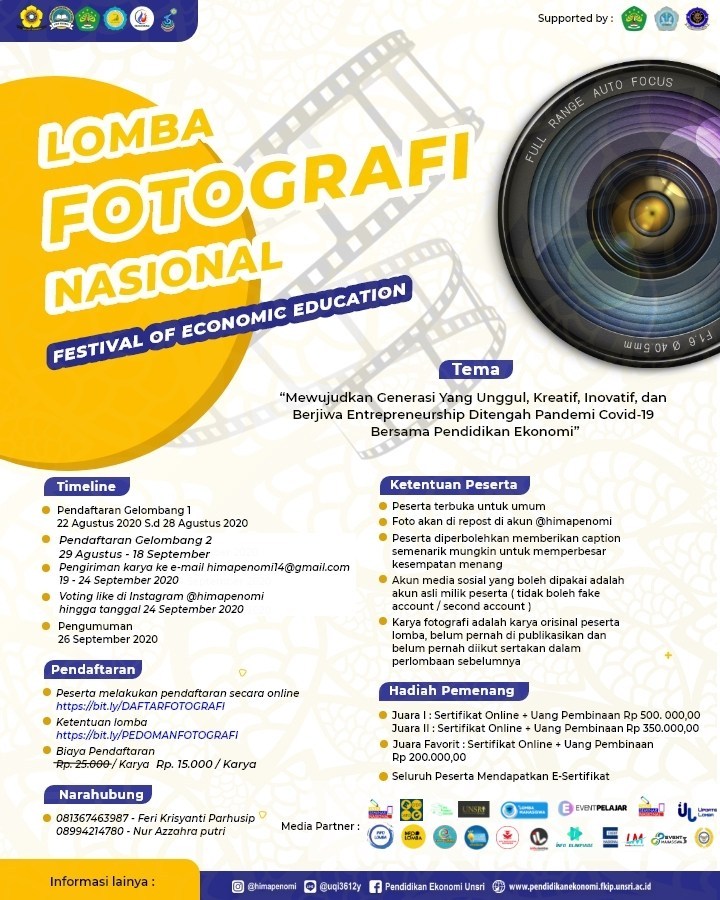 Supported by :
FULL RANGE AUTO FOCUS
LOMBA
FOTOGRAFI
NASIONAL
FESTIVAL OF ECONOMIC EDUCATION
F1.6 Ø 40.5mm
Tema
“Mewujudkan Generasi Yang Unggul, Kreatif, Inovatif, dan
Berjiwa Entrepreneurship Ditengah Pandemi Covid-19
Bersama Pendidikan Ekonomi”
Timeline
Pendaftaran Gelombang 1
22 Agustus 2020 S.d 28 Agustus 2020
Pendaftaran Gelombang 2
29 Agustus - 18 September
Pengiriman karya ke e-mail himapenomi14@gmail.com
19 - 24 September 2020
Voting like di Instagram @himapenomi
hingga tanggal 24 September 2020
Pengumuman
26 September 2020
Pendaftaran
Peserta melakukan pendaftaran secara online
https://bit.ly/DAFTARFOTOGRAFI
Ketentuan lomba
https://bit.ly/PEDOMANFOTOGRAFI
Biaya Pendaftaran
Rp. 25.000 / Karya Rp. 15.000 / Karya
Narahubung
081367463987 - Feri Krisyanti Parhusip
08994214780 - Nur Azzahra putri
Ketentuan Peserta
Peserta terbuka untuk umum
Foto akan di repost di akun @himapenomi
Peserta diperbolehkan memberikan caption
semenarik mungkin untuk memperbesar
kesempatan menang
Akun media sosial yang boleh dipakai adalah
akun asli milik peserta ( tidak boleh fake
account / second account )
Karya fotografi adalah karya orisinal peserta
lomba, belum pernah di publikasikan dan
belum pernah diikut sertakan dalam
perlombaan sebelumnya
Hadiah Pemenang
Juara I : Sertifikat Online + Uang Pembinaan Rp 500. 000,00
Juara II : Sertifikat Online + Uang Pembinaan Rp 350.000,00
Juara Favorit : Sertifikat Online + Uang Pembinaan
Rp 200.000,00
Seluruh Peserta Mendapatkan E-Sertifikat
Media Partner :
UNSRI
EVENTPELAJAR
UPDATE
LOMBA
INFO
LOMBA
Informasi lainya :
@himapenomi
@uqi3612y
Pendidikan Ekonomi Unsri
www.pendidikanekonomi.fkip.unsri.ac.id